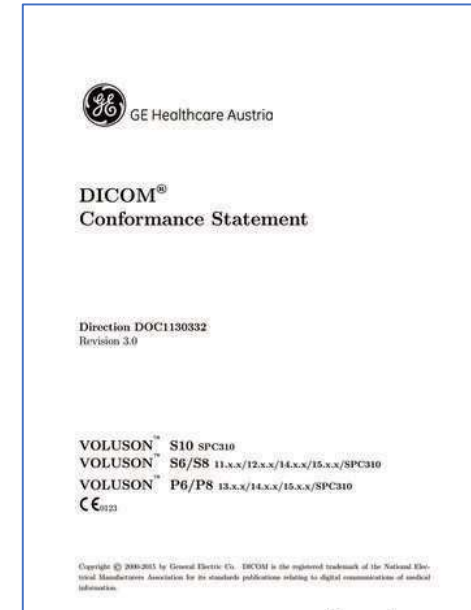 GE Healthcare Austria
DICOM®
Conformance Statement
Direction DOC1130332
Revision 3.0
VOLUSON™ S10 SPC310
VOLUSON™ S6/S8 11.x.x/12.x.x/14.x.x/15.x.x/SPC310
VOLUSON™ P6/P8 13.x.x/14.x.x/15.x.x/SPC310
CE0123
Copyright © 2000-2015 by General Electric Co. DICOM is the registered trademark of the National Elec-
trical Manufacturers Association for its standards publications relating to digital communications of medical
information.